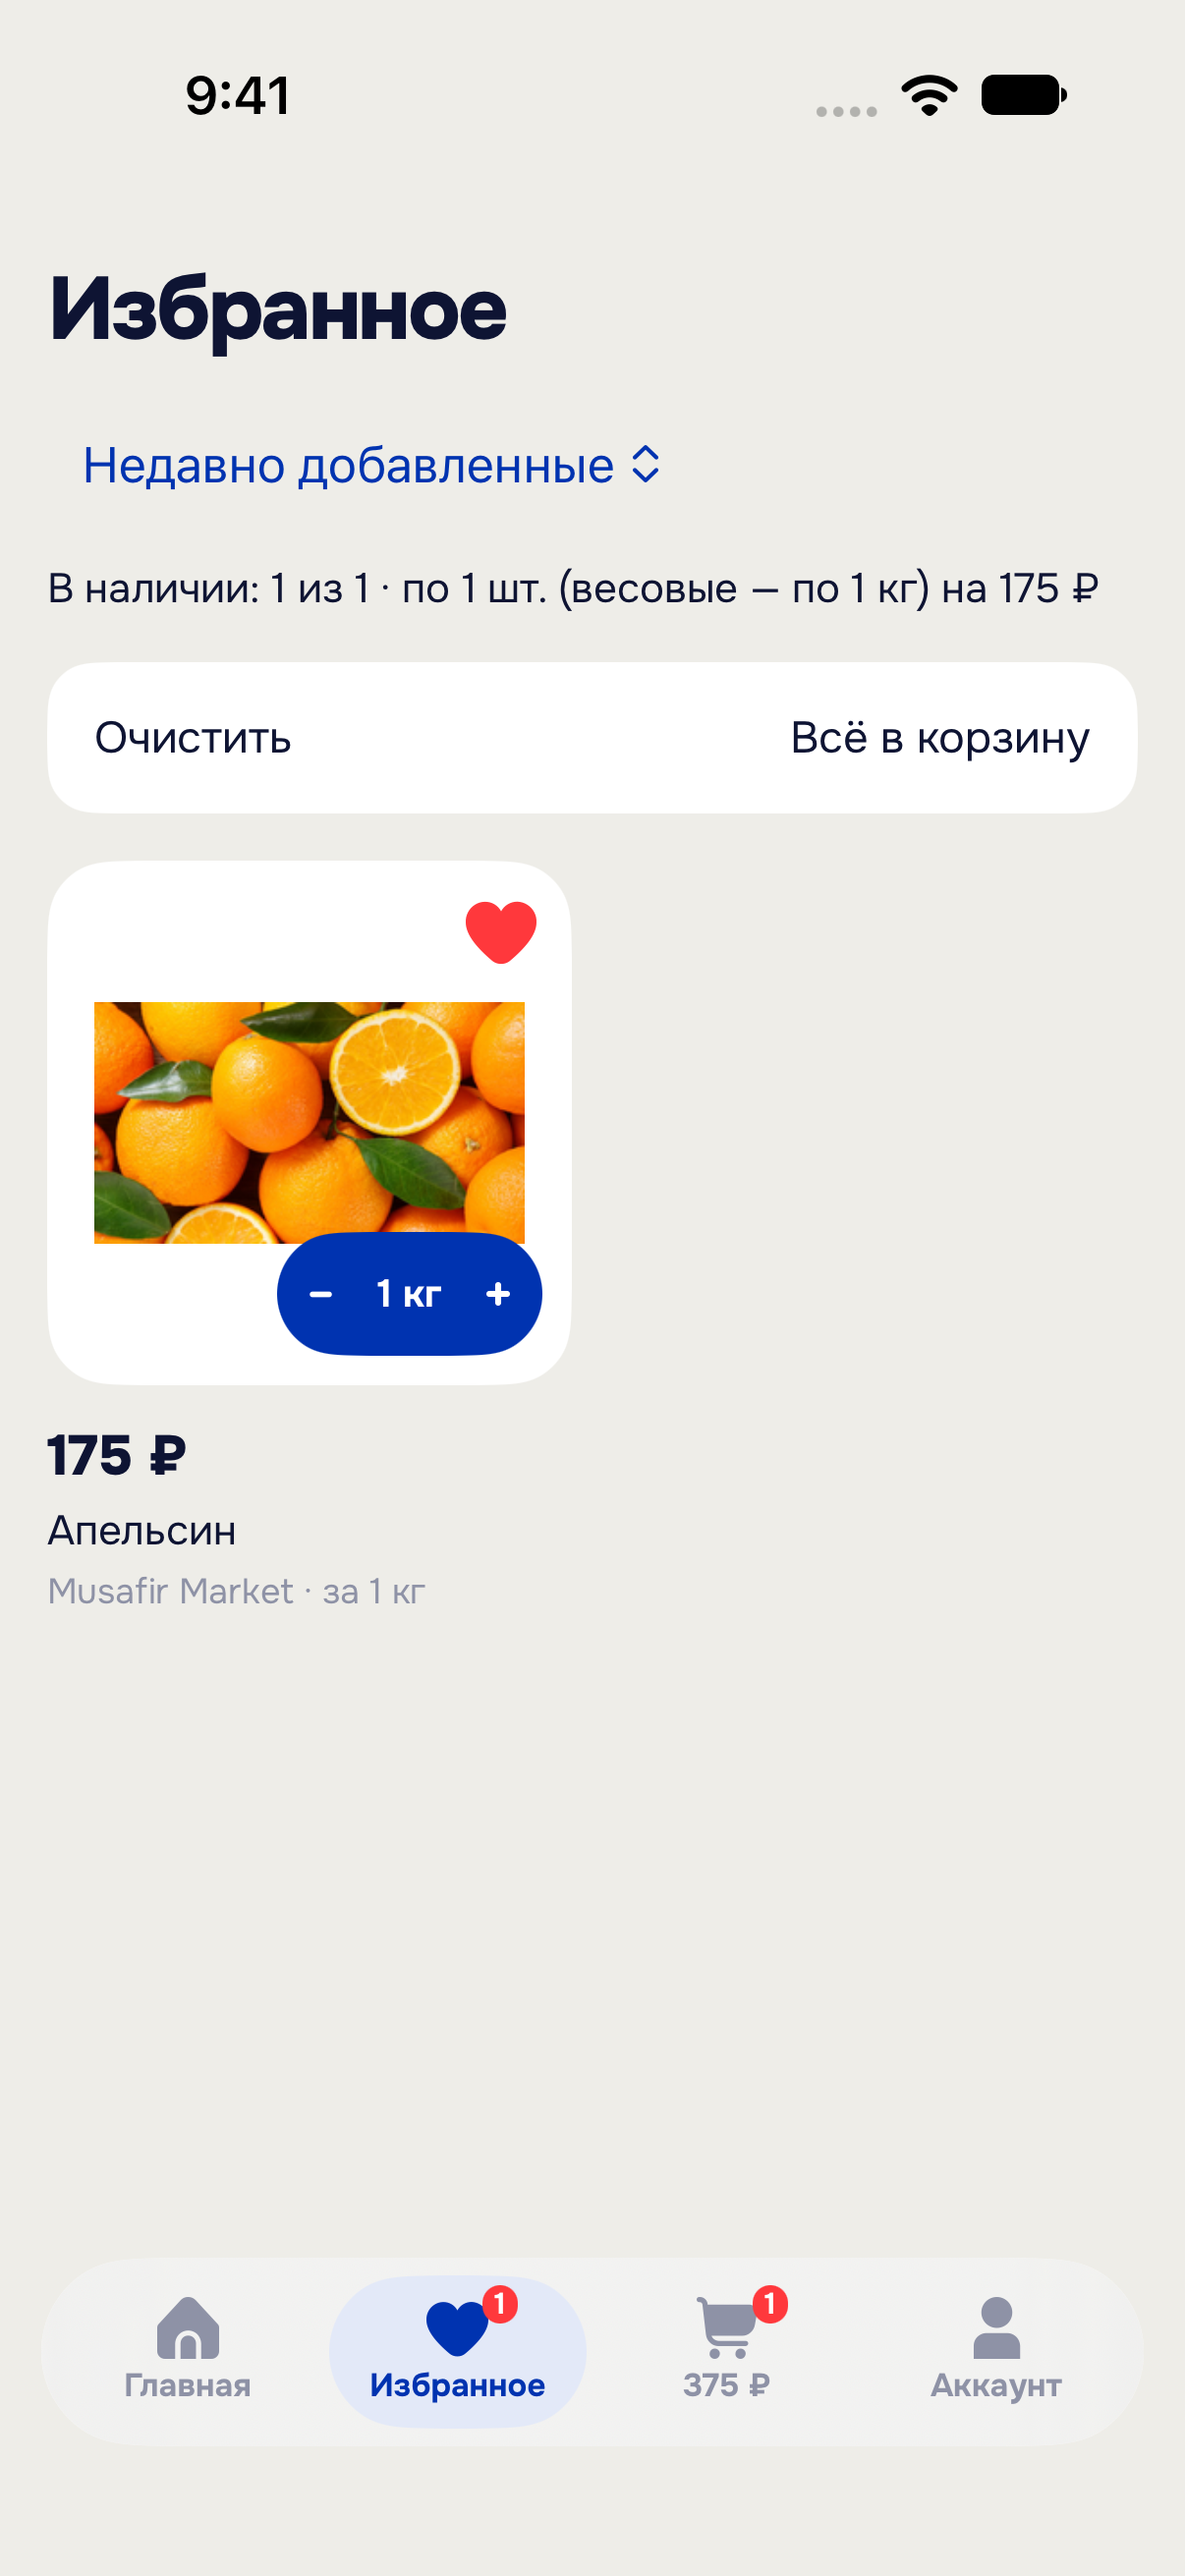 9:41
Избранное
Недавно добавленные
В наличии: 1 из 1 · по 1 шт. (весовые — по 1 кг) на 175 ₽
Очистить Всё в корзину
− 1 кг +
175 ₽
Апельсин
Musafir Market · за 1 кг
1 1
Главная Избранное 375 ₽ Аккаунт